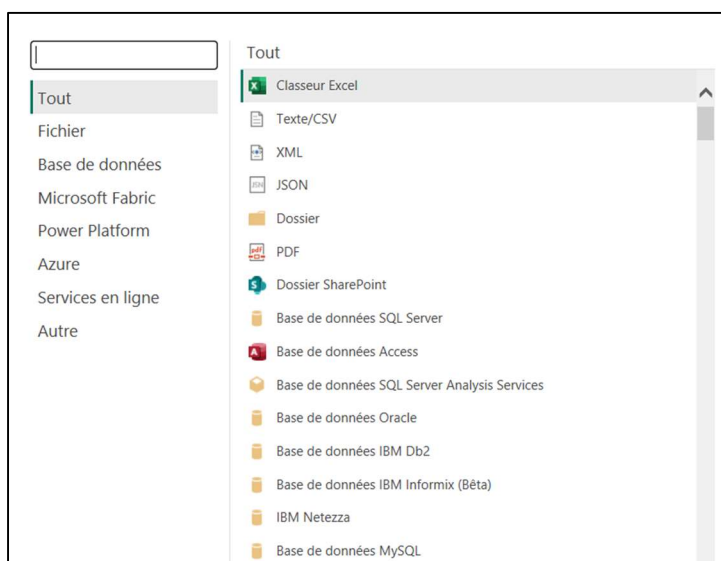 Tout
Fichier
Base de données
Microsoft Fabric
Power Platform
Azure
Services en ligne
Autre
Tout
Classeur Excel
Texte/CSV
XML
JSON
Dossier
PDF
Dossier SharePoint
Base de données SQL Server
Base de données Access
Base de données SQL Server Analysis Services
Base de données Oracle
Base de données IBM Db2
Base de données IBM Informix (Bêta)
IBM Netezza
Base de données MySQL